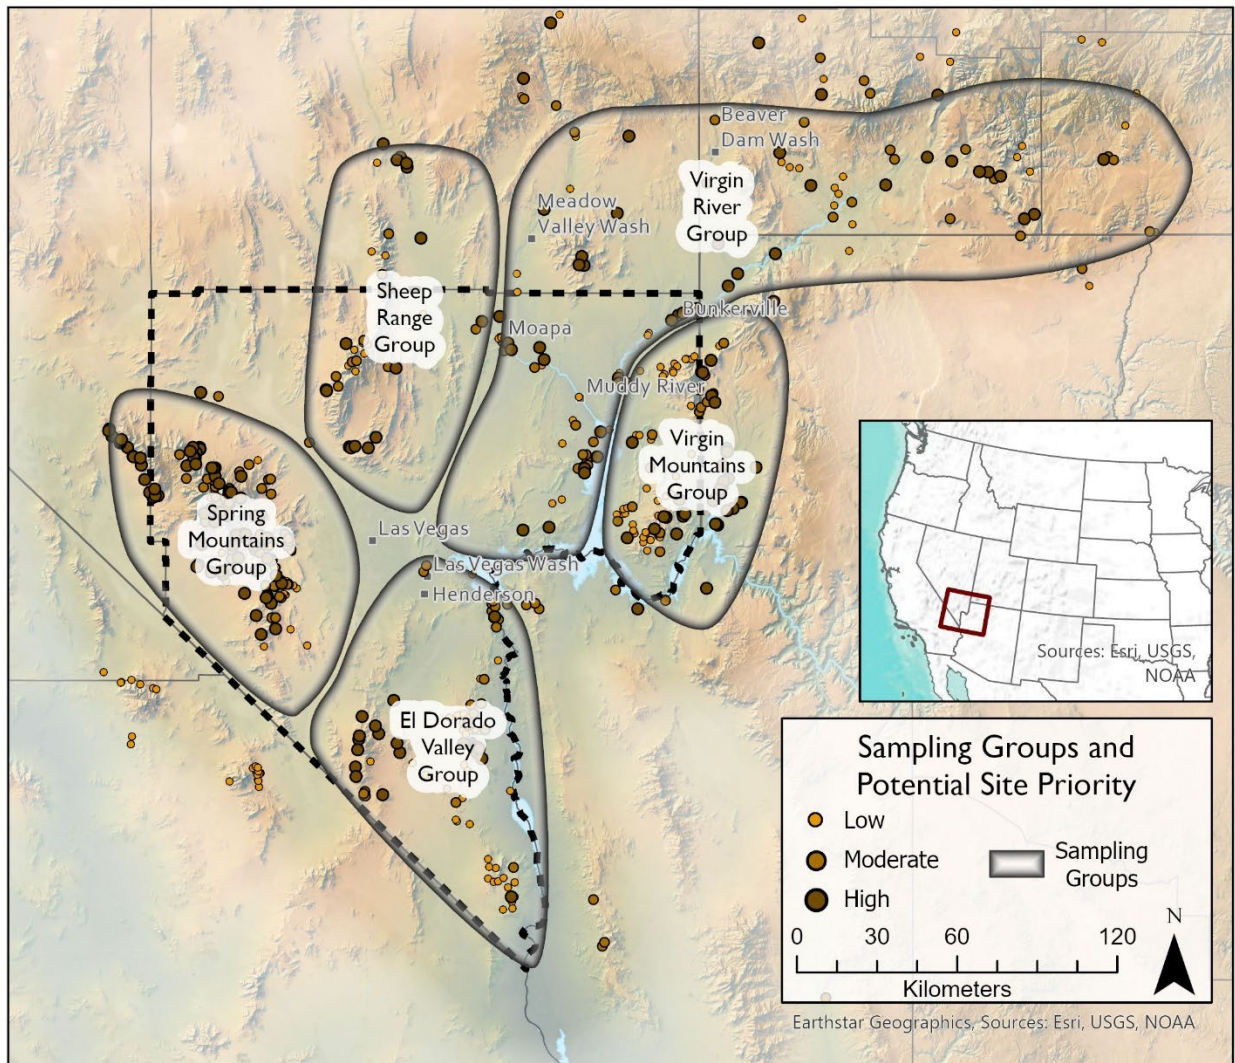 Beaver
Dam Wash
Virgin
River
Group
Meadow
Valley Wash
Sheep
Range
Group
Bunkerville
Moapa
Muddy River
Virgin
Mountains
Group
Spring
Mountains
Group
Las Vegas
Las Vegas Wash
Henderson
El Dorado
Valley
Group
Sources: Esri, USGS,
NOAA
Sampling Groups and
Potential Site Priority
Low
Moderate
High
Sampling
Groups
N
0 30 60 120
Kilometers
Earthstar Geographics, Sources: Esri, USGS, NOAA